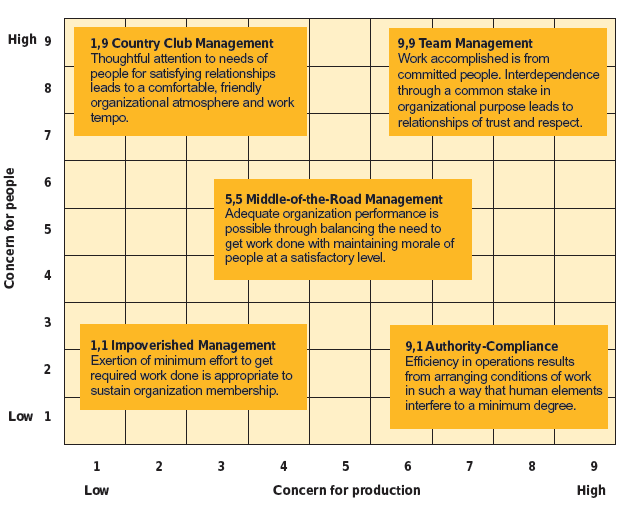 High 9
1,9 Country Club Management
Thoughtful attention to needs of
people for satisfying relationships
leads to a comfortable, friendly
organizational atmosphere and work
tempo.
9,9 Team Management
Work accomplished is from
committed people. Interdependence
through a common stake in
organizational purpose leads to
relationships of trust and respect.
8
7
6
5,5 Middle-of-the-Road Management
Adequate organization performance is
possible through balancing the need to
get work done with maintaining morale of
people at a satisfactory level.
5
4
Concern for people
3
1,1 Impoverished Management
Exertion of minimum effort to get
required work done is appropriate to
sustain organization membership.
9,1 Authority-Compliance
Efficiency in operations results
from arranging conditions of work
in such a way that human elements
interfere to a minimum degree.
2
Low 1
1 2 3 4 5 6 7 8 9
Low Concern for production High